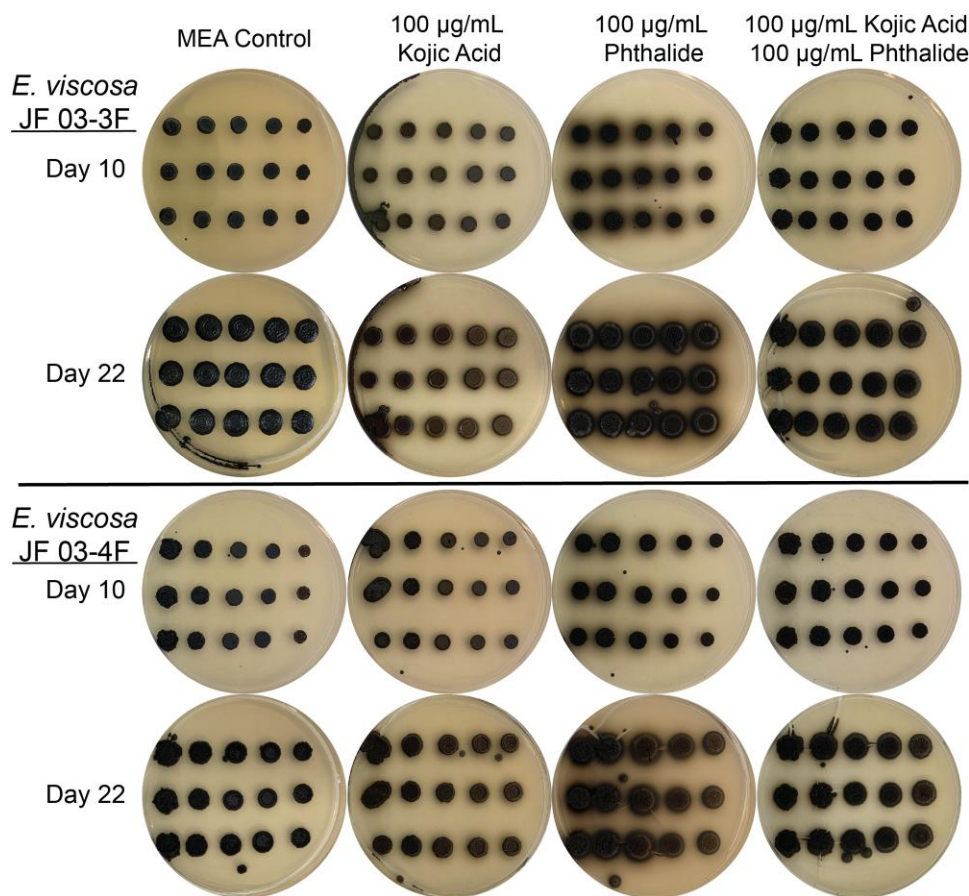 MEA Control
100 µg/mL
Kojic Acid
100 µg/mL
Phthalide
100 µg/mL Kojic Acid
100 µg/mL Phthalide
E. viscosa
JF 03-3F
Day 10
Day 22
E. viscosa
JF 03-4F
Day 10
Day 22